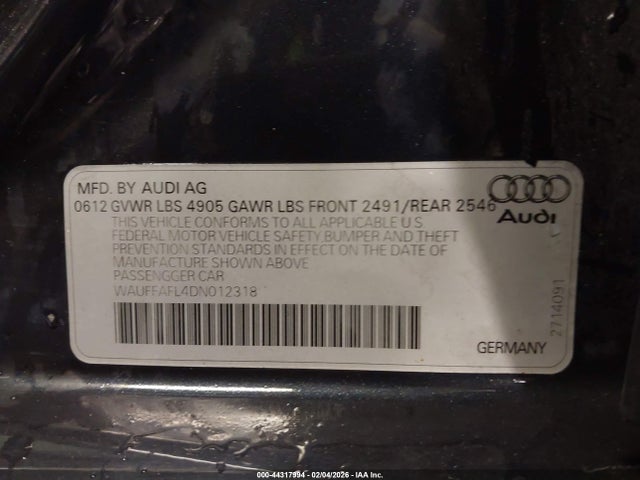 MFD. BY AUDI AG
0612 GVWR LBS 4905 GAWR LBS FRONT 2491/REAR 2546
THIS VEHICLE CONFORMS TO ALL APPLICABLE U.S.
FEDERAL MOTOR VEHICLE SAFETY,BUMPER AND THEFT
PREVENTION STANDARDS IN EFFECT ON THE DATE OF
MANUFACTURE SHOWN ABOVE
PASSENGGER CAR
WAUFFAFL4DN012318
Audi
2714091
GERMANY
000-44317994 - 02/04/2026 - IAA Inc.